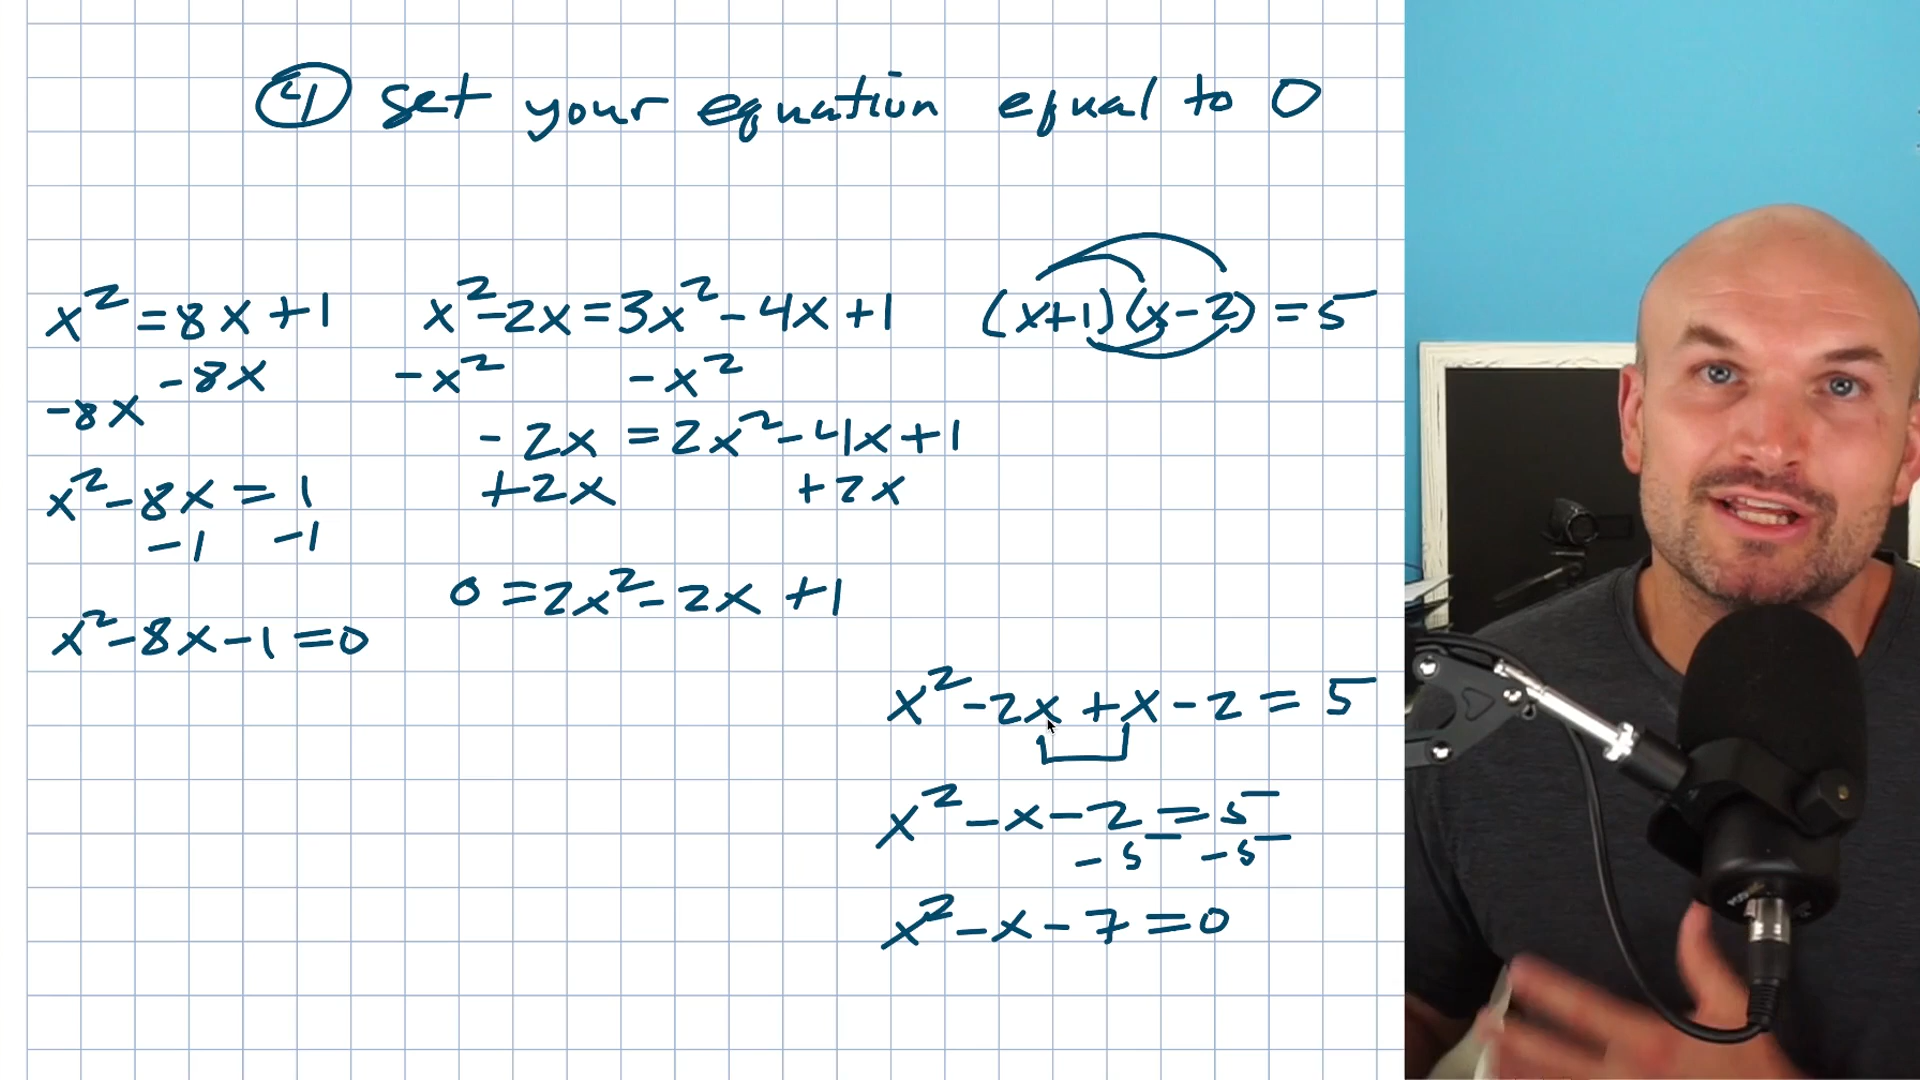 ④ set your equation equal to 0
x² = 8x + 1
- 8x
- 8x
x² - 8x = 1
- 1 - 1
x² - 8x - 1 = 0
x² - 2x = 3x² - 4x + 1
- x² - x²
- 2x = 2x² - 4x + 1
+ 2x + 2x
0 = 2x² - 2x + 1
(x+1)(x-2) = 5
x² - 2x + x - 2 = 5
x² - x - 2 = 5
- 5 - 5
x² - x - 7 = 0